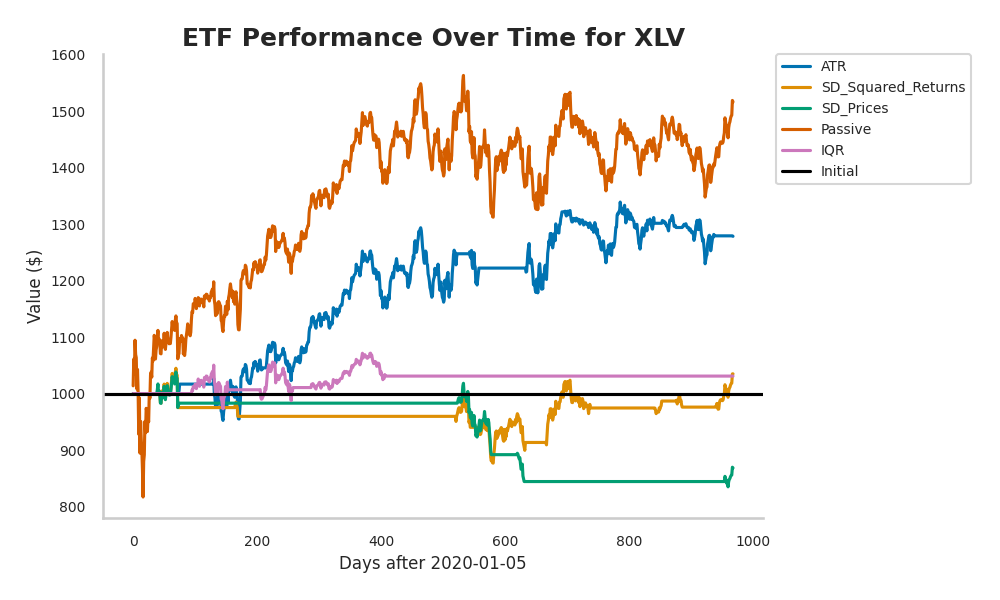 ETF Performance Over Time for XLV
1600
1500
1400
1300
1200
1100
1000
900
800
Value ($)
0
200
400
600
800
1000
Days after 2020-01-05
ATR
SD_Squared_Returns
SD_Prices
Passive
IQR
Initial